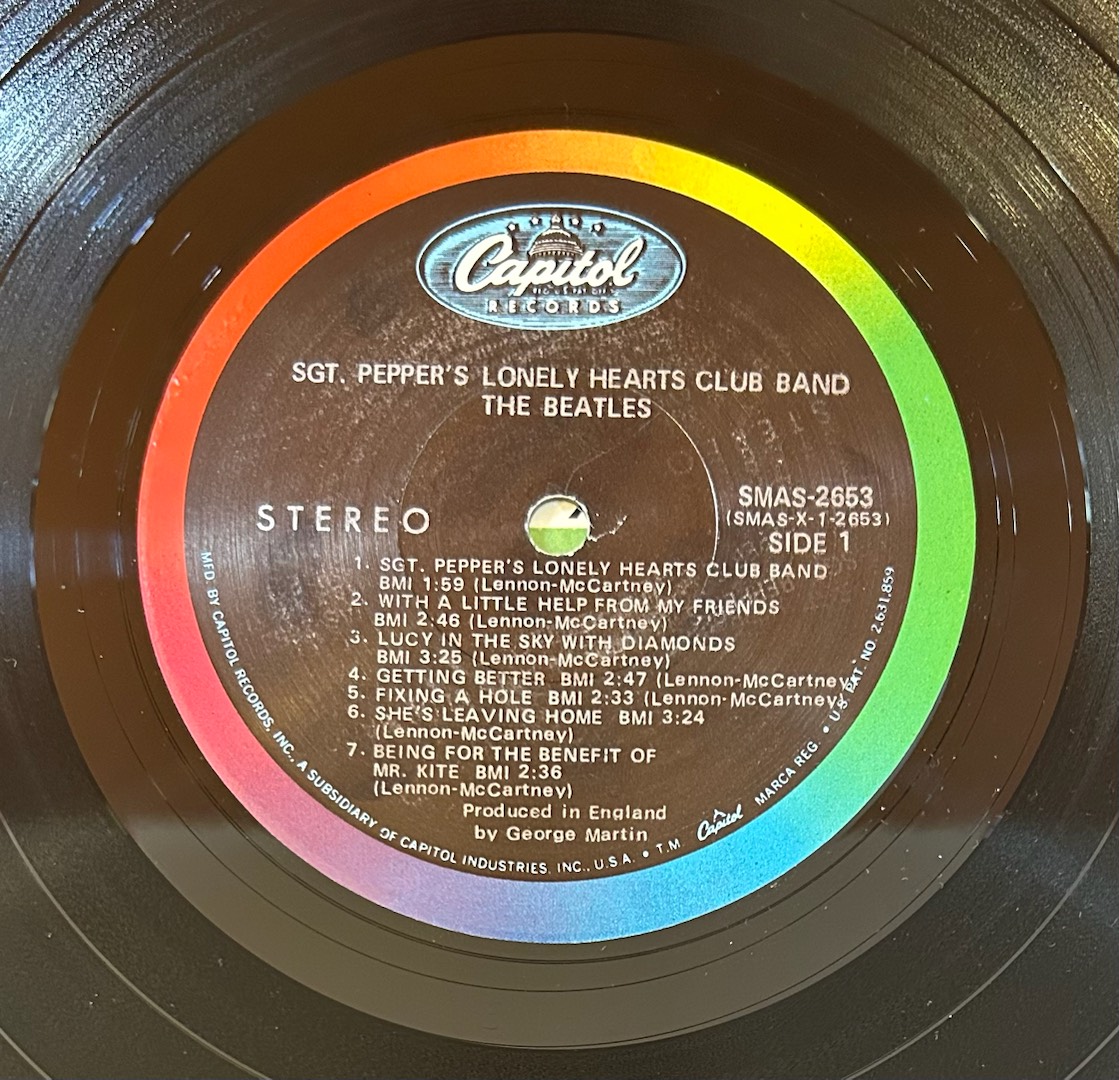 Capitol
RECORDS
SGT. PEPPER'S LONELY HEARTS CLUB BAND
THE BEATLES
STEREO
SMAS-2653
(SMAS-X-1-2653)
SIDE 1
1. SGT. PEPPER'S LONELY HEARTS CLUB BAND
BMI 1:59 (Lennon-McCartney)
2. WITH A LITTLE HELP FROM MY FRIENDS
BMI 2:46 (Lennon-McCartney)
3. LUCY IN THE SKY WITH DIAMONDS
BMI 3:25 (Lennon-McCartney)
4. GETTING BETTER BMI 2:47 (Lennon-McCartney)
5. FIXING A HOLE BMI 2:33 (Lennon-McCartney)
6. SHE'S LEAVING HOME BMI 3:24
(Lennon-McCartney)
7. BEING FOR THE BENEFIT OF
MR. KITE BMI 2:36
(Lennon-McCartney)
Produced in England
by George Martin
MFD. BY CAPITOL RECORDS, INC., A SUBSIDIARY OF CAPITOL INDUSTRIES, INC., U.S.A. • T.M. Capitol MARCA REG. • U.S. PAT. NO. 2,631,859